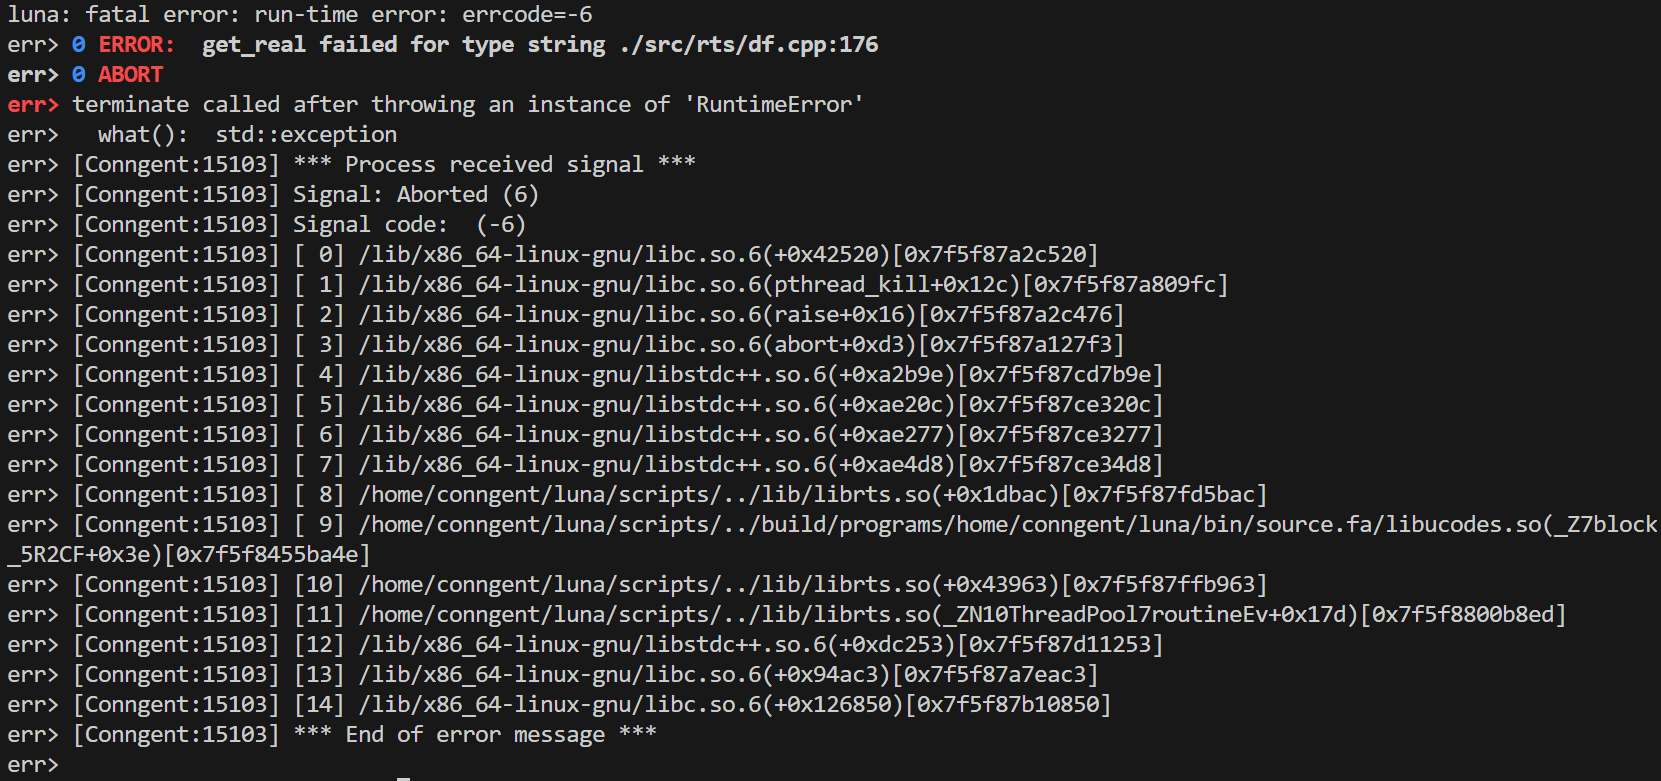 luna: fatal error: run-time error: errcode=-6
err> 0 ERROR:  get_real failed for type string ./src/rts/df.cpp:176
err> 0 ABORT
err> terminate called after throwing an instance of 'RuntimeError'
err>   what():  std::exception
err> [Conngent:15103] *** Process received signal ***
err> [Conngent:15103] Signal: Aborted (6)
err> [Conngent:15103] Signal code:  (-6)
err> [Conngent:15103] [ 0] /lib/x86_64-linux-gnu/libc.so.6(+0x42520)[0x7f5f87a2c520]
err> [Conngent:15103] [ 1] /lib/x86_64-linux-gnu/libc.so.6(pthread_kill+0x12c)[0x7f5f87a809fc]
err> [Conngent:15103] [ 2] /lib/x86_64-linux-gnu/libc.so.6(raise+0x16)[0x7f5f87a2c476]
err> [Conngent:15103] [ 3] /lib/x86_64-linux-gnu/libc.so.6(abort+0xd3)[0x7f5f87a127f3]
err> [Conngent:15103] [ 4] /lib/x86_64-linux-gnu/libstdc++.so.6(+0xa2b9e)[0x7f5f87cd7b9e]
err> [Conngent:15103] [ 5] /lib/x86_64-linux-gnu/libstdc++.so.6(+0xae20c)[0x7f5f87ce320c]
err> [Conngent:15103] [ 6] /lib/x86_64-linux-gnu/libstdc++.so.6(+0xae277)[0x7f5f87ce3277]
err> [Conngent:15103] [ 7] /lib/x86_64-linux-gnu/libstdc++.so.6(+0xae4d8)[0x7f5f87ce34d8]
err> [Conngent:15103] [ 8] /home/conngent/luna/scripts/../lib/librts.so(+0x1dbac)[0x7f5f87fd5bac]
err> [Conngent:15103] [ 9] /home/conngent/luna/scripts/../build/programs/home/conngent/luna/bin/source.fa/libucodes.so(_Z7block
_5R2CF+0x3e)[0x7f5f8455ba4e]
err> [Conngent:15103] [10] /home/conngent/luna/scripts/../lib/librts.so(+0x43963)[0x7f5f87ffb963]
err> [Conngent:15103] [11] /home/conngent/luna/scripts/../lib/librts.so(_ZN10ThreadPool7routineEv+0x17d)[0x7f5f8800b8ed]
err> [Conngent:15103] [12] /lib/x86_64-linux-gnu/libstdc++.so.6(+0xdc253)[0x7f5f87d11253]
err> [Conngent:15103] [13] /lib/x86_64-linux-gnu/libc.so.6(+0x94ac3)[0x7f5f87a7eac3]
err> [Conngent:15103] [14] /lib/x86_64-linux-gnu/libc.so.6(+0x126850)[0x7f5f87b10850]
err> [Conngent:15103] *** End of error message ***
err>